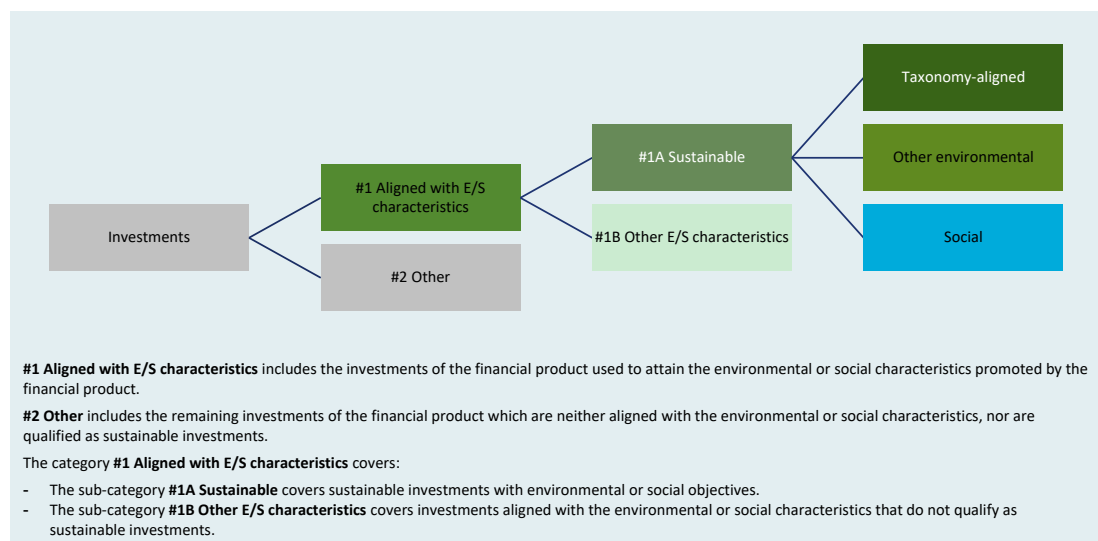 Taxonomy-aligned
#1A Sustainable
Other environmental
#1 Aligned with E/S
characteristics
Investments
#1B Other E/S characteristics
Social
#2 Other
#1 Aligned with E/S characteristics includes the investments of the financial product used to attain the environmental or social characteristics promoted by the
financial product.
#2 Other includes the remaining investments of the financial product which are neither aligned with the environmental or social characteristics, nor are
qualified as sustainable investments.
The category #1 Aligned with E/S characteristics covers:
- The sub-category #1A Sustainable covers sustainable investments with environmental or social objectives.
- The sub-category #1B Other E/S characteristics covers investments aligned with the environmental or social characteristics that do not qualify as
sustainable investments.